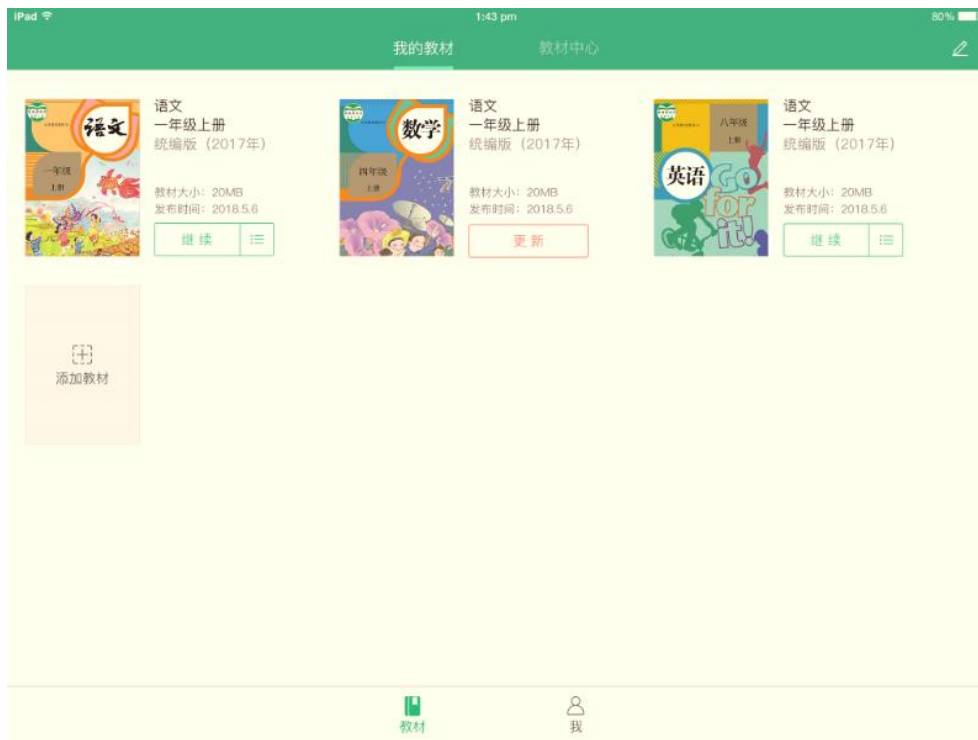 iPad
1:43 pm
80%
我的教材
教材中心
语文
一年级
上册
语文
一年级上册
统编版（2017年）
教材大小：20MB
发布时间：2018.5.6
继 续
数学
四年级
上册
语文
一年级上册
统编版（2017年）
教材大小：20MB
发布时间：2018.5.6
更 新
八年级
上册
英语
Go
for
it!
语文
一年级上册
统编版（2017年）
教材大小：20MB
发布时间：2018.5.6
继 续
添加教材
教材
我